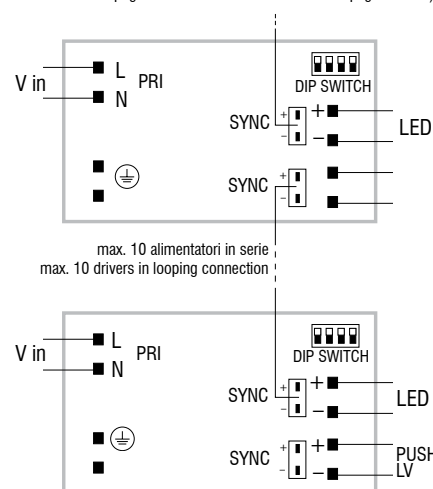 V in
L
N
PRI
DIP SWITCH
SYNC
+
-
+
-
LED
SYNC
+
-
max. 10 alimentatori in serie
max. 10 drivers in looping connection
V in
L
N
PRI
DIP SWITCH
SYNC
+
-
+
-
LED
SYNC
+
-
+
-
PUSH
LV